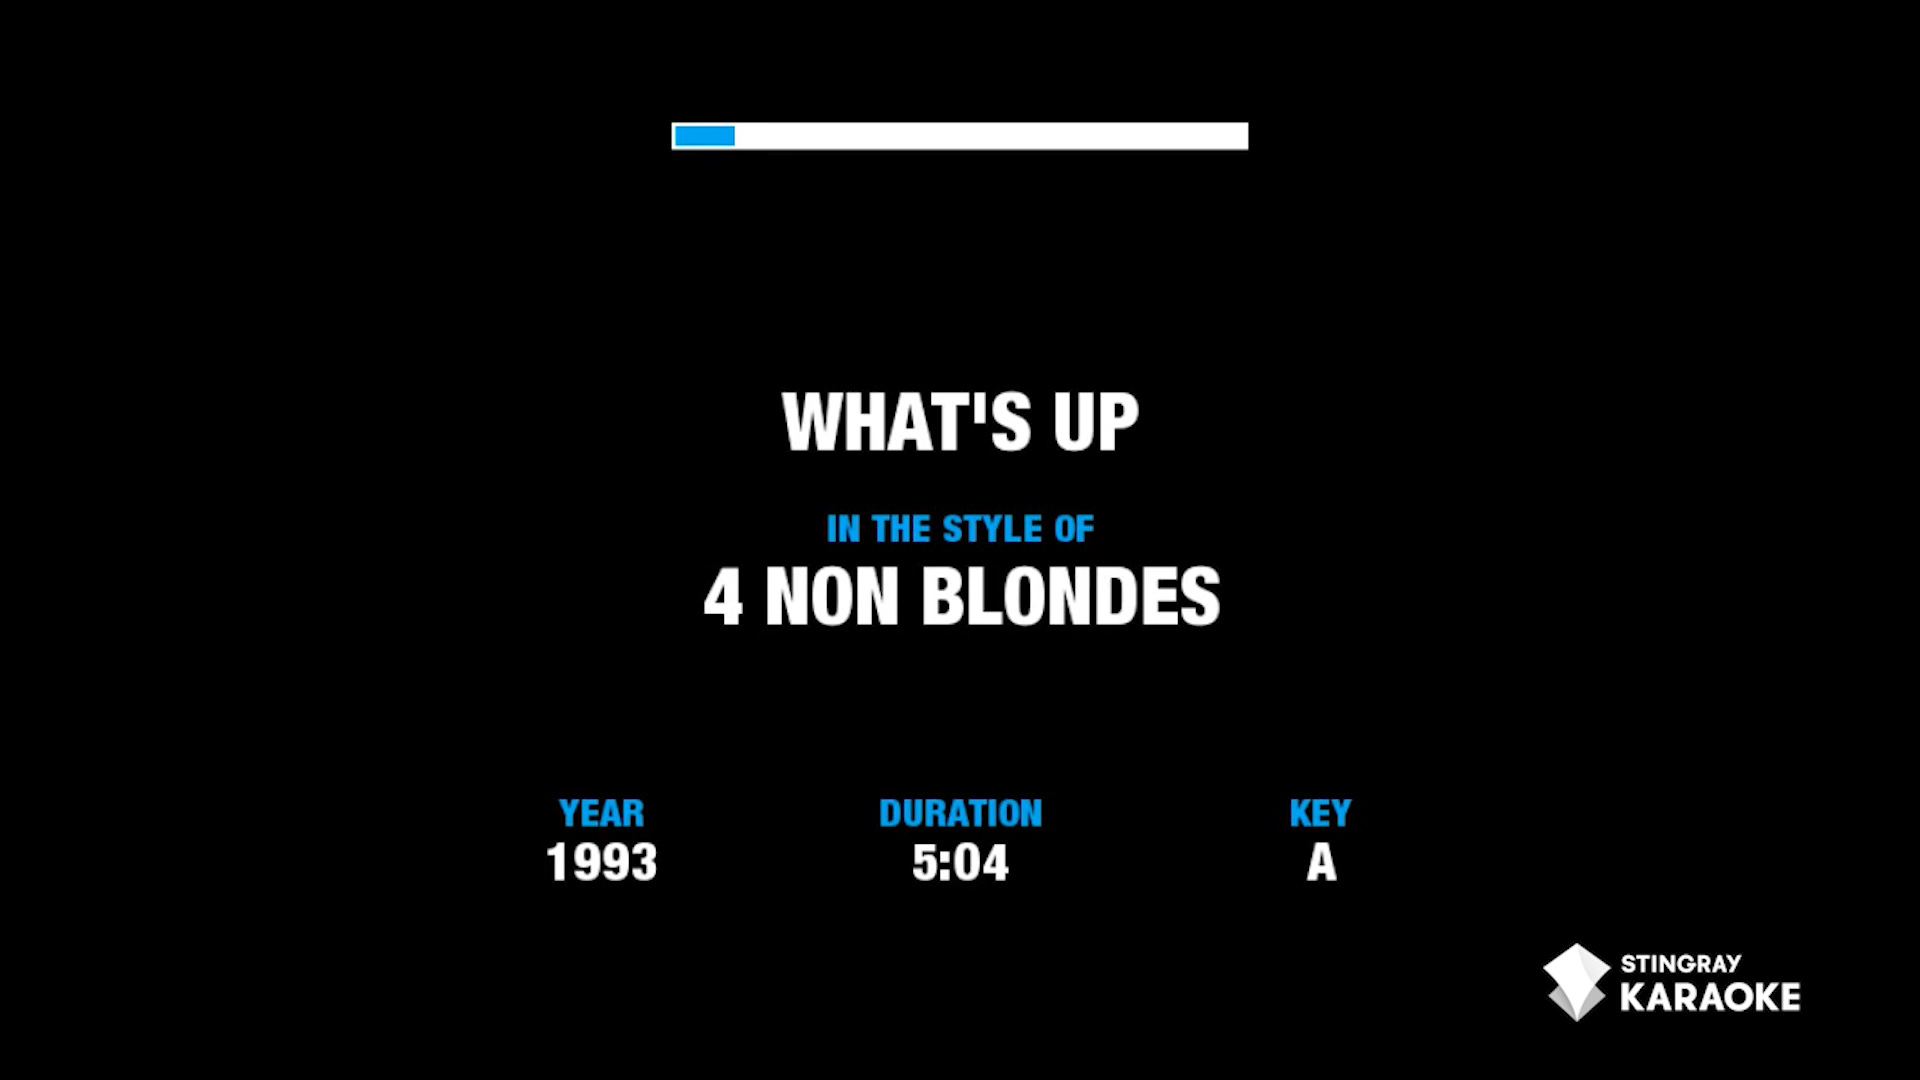 WHAT'S UP
IN THE STYLE OF
4 NON BLONDES
YEAR
1993
DURATION
5:04
KEY
A
STINGRAY
KARAOKE